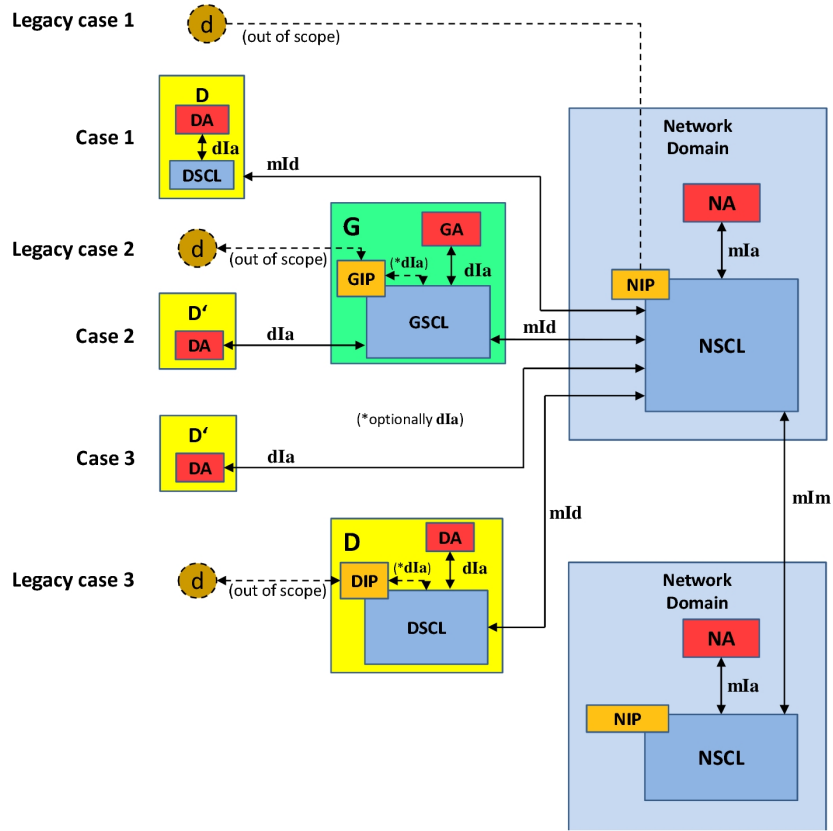 Legacy case 1
d
(out of scope)
D
DA
dIa
DSCL
Case 1
mId
Network
Domain
NA
mIa
NIP
NSCL
Legacy case 2
d
(out of scope)
G
GA
GIP
(*dIa)
dIa
GSCL
mId
Case 2
D‘
DA
dIa
(*optionally dIa)
Case 3
D‘
DA
dIa
mId
mIm
Legacy case 3
d
(out of scope)
D
DA
DIP
(*dIa)
dIa
DSCL
Network
Domain
NA
mIa
NIP
NSCL